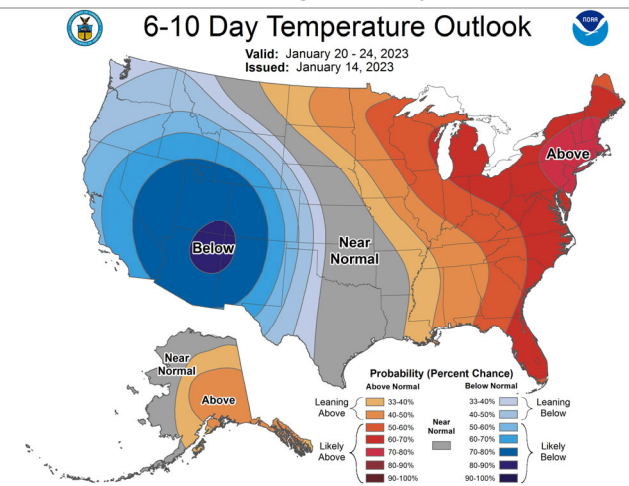 6-10 Day Temperature Outlook
NOAA
Valid: January 20 - 24, 2023
Issued: January 14, 2023
Above
Below
Near
Normal
Near
Normal
Above
Probability (Percent Chance)
Above Normal
Below Normal
Leaning
Above
33-40%
40-50%
Likely
Above
50-60%
60-70%
70-80%
80-90%
90-100%
Near
Normal
33-40%
40-50%
Leaning
Below
50-60%
60-70%
70-80%
80-90%
90-100%
Likely
Below